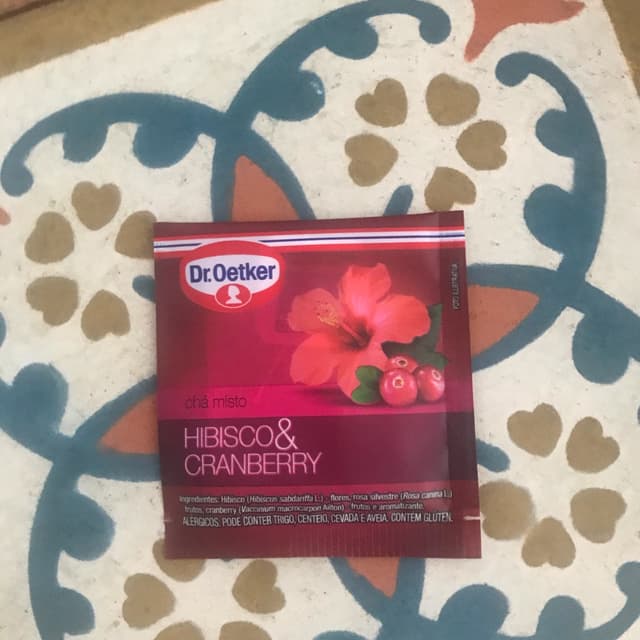 Dr.Oetker
chá misto
HIBISCO&
CRANBERRY
Ingredientes: Hibisco (Hibiscus sabdariffa L.) - flores, rosa silvestre (Rosa canina L.)
frutos, cranberry (Vaccinium macrocarpon Aiton) - frutos e aromatizante.
ALÉRGICOS: PODE CONTER TRIGO, CENTEIO, CEVADA E AVEIA. CONTÉM GLÚTEN.